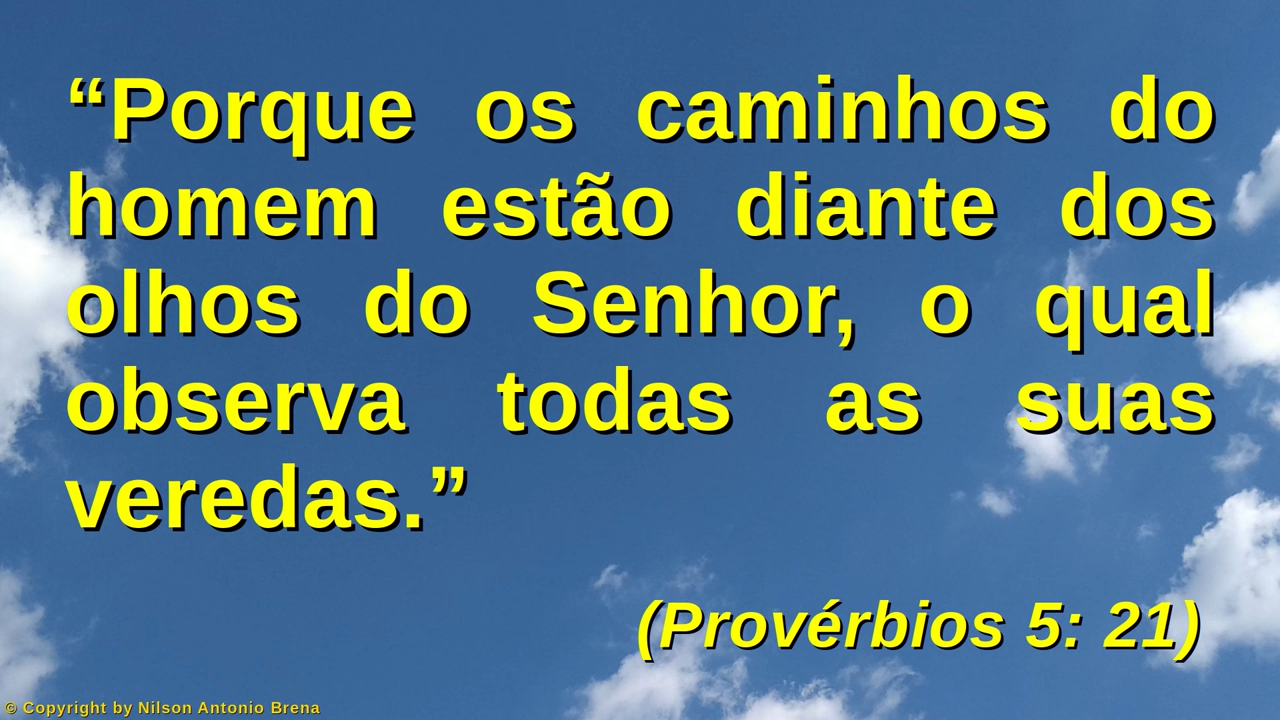 “Porque os caminhos do
homem estão diante dos
olhos do Senhor, o qual
observa todas as suas
veredas.”
(Provérbios 5: 21)
© Copyright by Nilson Antonio Brena